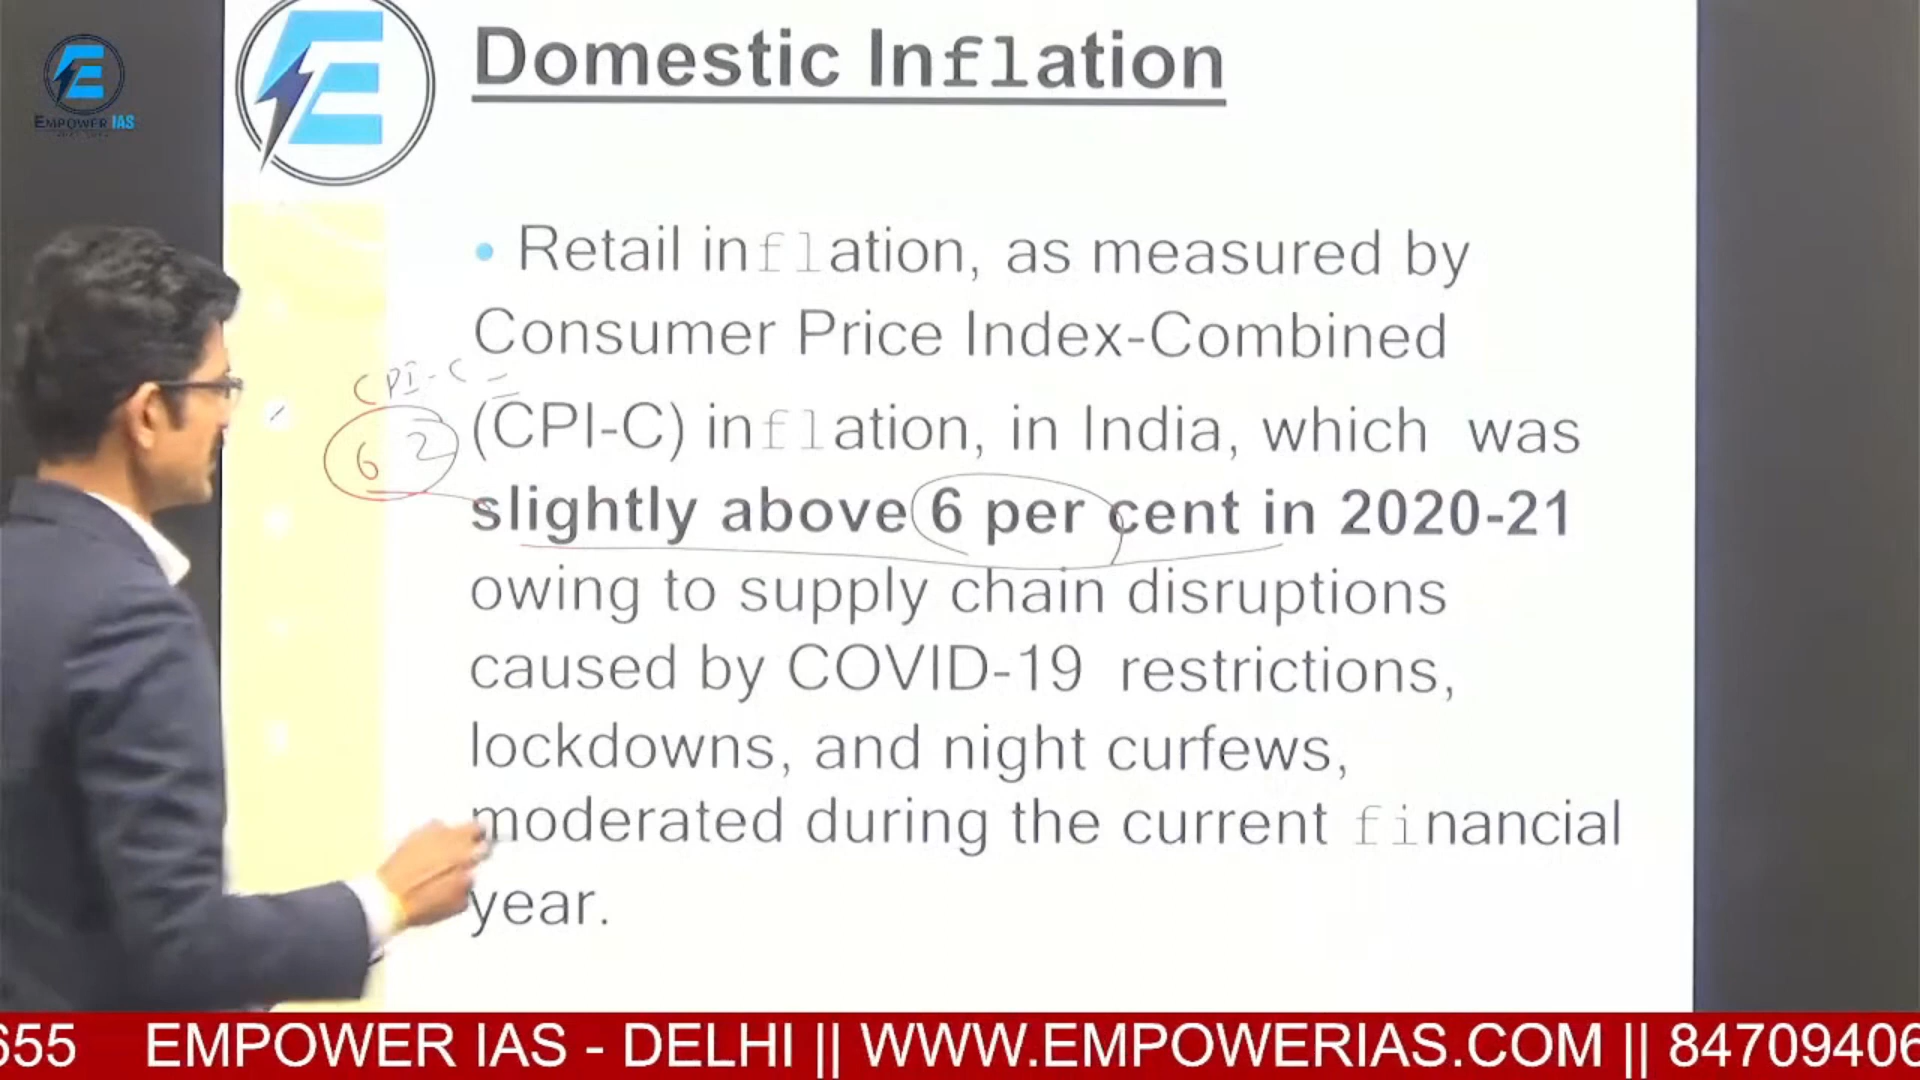 EMPOWER IAS
Domestic Inflation
• Retail inflation, as measured by
Consumer Price Index-Combined
CPI-C
(CPI-C) inflation, in India, which was
6 2
slightly above 6 per cent in 2020-21
owing to supply chain disruptions
caused by COVID-19 restrictions,
lockdowns, and night curfews,
moderated during the current financial
year.
655 EMPOWER IAS - DELHI || WWW.EMPOWERIAS.COM || 84709406